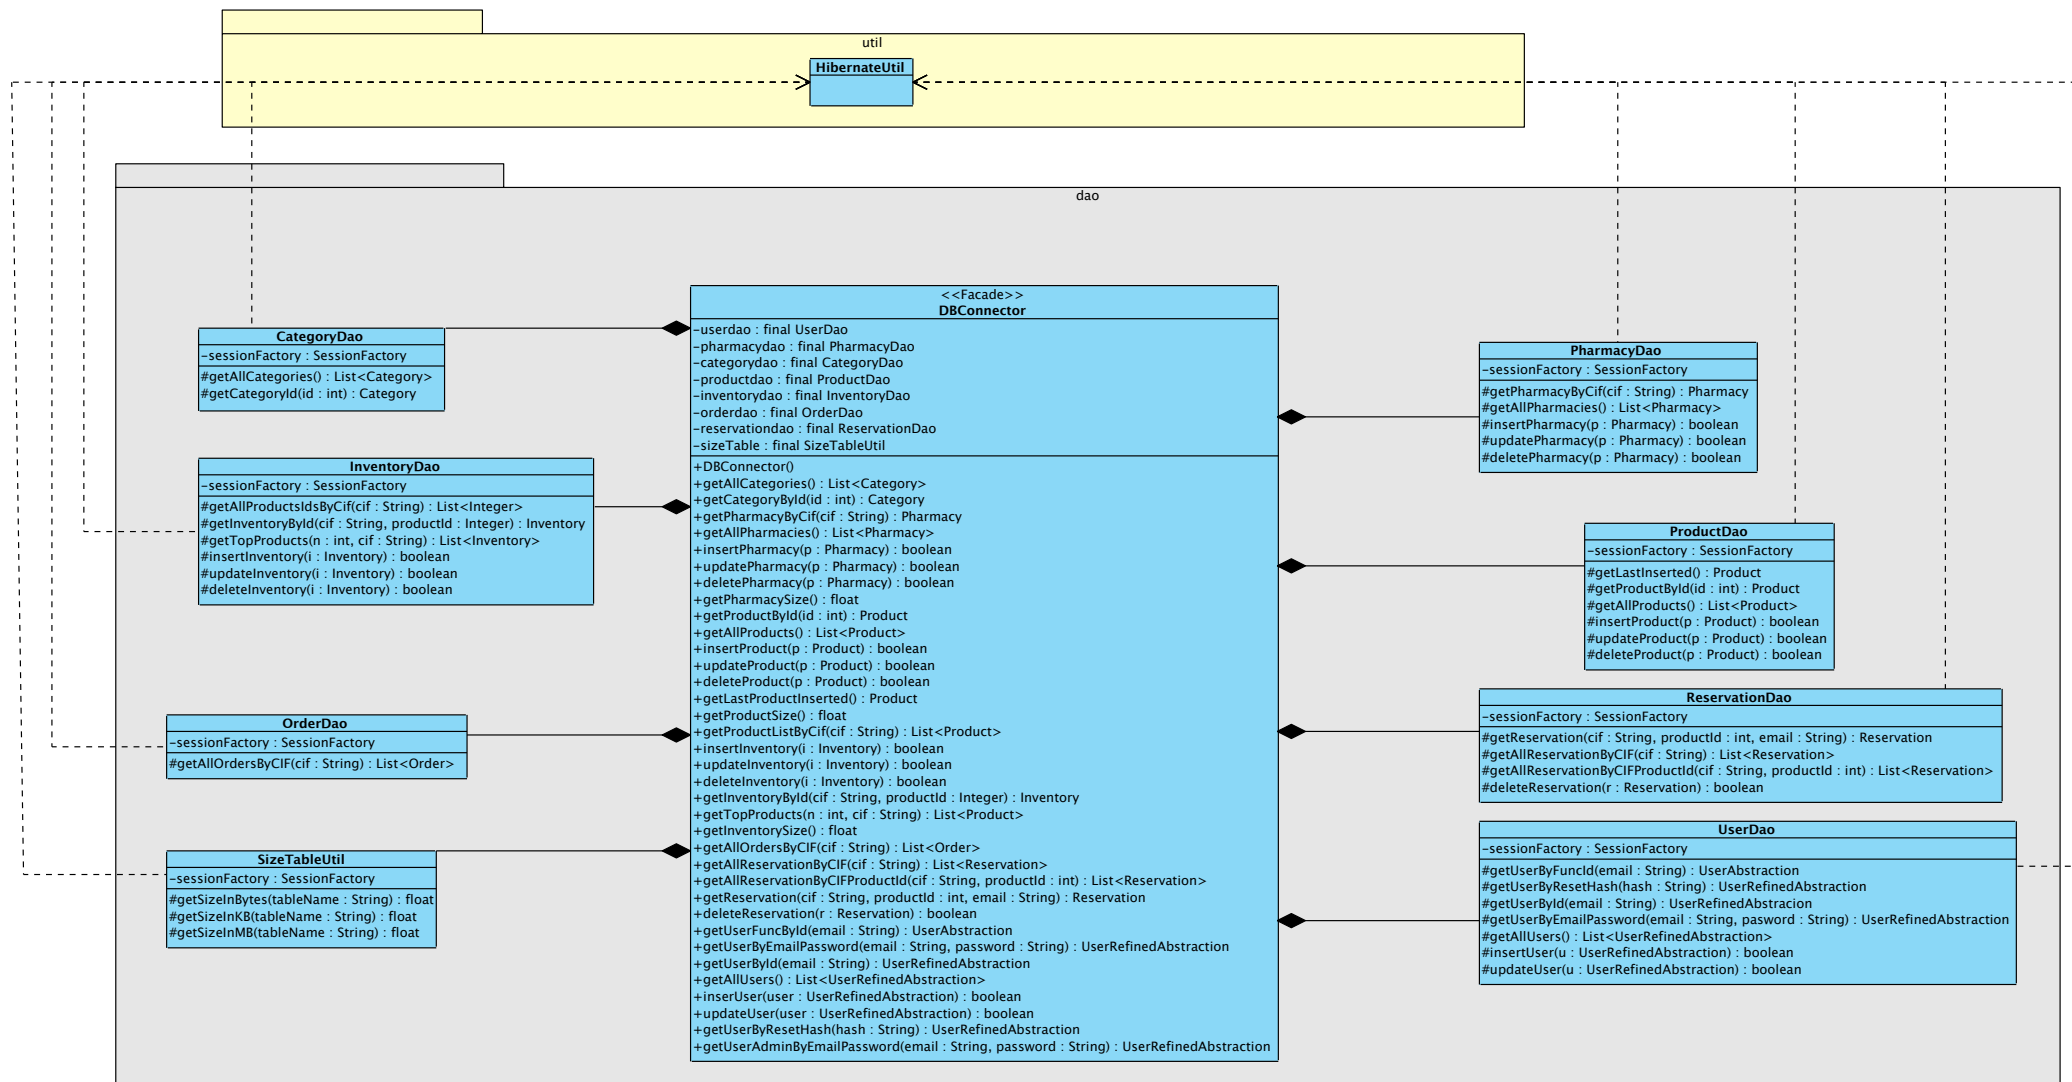 util
HibernateUtil
dao
CategoryDao
-sessionFactory : SessionFactory
#getAllCategories() : List<Category>
#getCategoryId(id : int) : Category
InventoryDao
-sessionFactory : SessionFactory
#getAllProductsIdsByCif(cif : String) : List<Integer>
#getInventoryById(cif : String, productId : Integer) : Inventory
#getTopProducts(n : int, cif : String) : List<Inventory>
#insertInventory(i : Inventory) : boolean
#updateInventory(i : Inventory) : boolean
#deleteInventory(i : Inventory) : boolean
OrderDao
-sessionFactory : SessionFactory
#getAllOrdersByCIF(cif : String) : List<Order>
SizeTableUtil
-sessionFactory : SessionFactory
#getSizeInBytes(tableName : String) : float
#getSizeInKB(tableName : String) : float
#getSizeInMB(tableName : String) : float
<<Facade>>
DBConnector
-userdao : final UserDao
-pharmacydao : final PharmacyDao
-categorydao : final CategoryDao
-productdao : final ProductDao
-inventorydao : final InventoryDao
-orderdao : final OrderDao
-reservationdao : final ReservationDao
-sizeTable : final SizeTableUtil
+DBConnector()
+getAllCategories() : List<Category>
+getCategoryById(id : int) : Category
+getPharmacyByCif(cif : String) : Pharmacy
+getAllPharmacies() : List<Pharmacy>
+insertPharmacy(p : Pharmacy) : boolean
+updatePharmacy(p : Pharmacy) : boolean
+deletePharmacy(p : Pharmacy) : boolean
+getPharmacySize() : float
+getProductById(id : int) : Product
+getAllProducts() : List<Product>
+insertProduct(p : Product) : boolean
+updateProduct(p : Product) : boolean
+deleteProduct(p : Product) : boolean
+getLastProductInserted() : Product
+getProductSize() : float
+getProductListByCif(cif : String) : List<Product>
+insertInventory(i : Inventory) : boolean
+updateInventory(i : Inventory) : boolean
+deleteInventory(i : Inventory) : boolean
+getInventoryById(cif : String, productId : Integer) : Inventory
+getTopProducts(n : int, cif : String) : List<Product>
+getInventorySize() : float
+getAllOrdersByCIF(cif : String) : List<Order>
+getAllReservationByCIF(cif : String) : List<Reservation>
+getAllReservationByCIFProductId(cif : String, productId : int) : List<Reservation>
+getReservation(cif : String, productId : int, email : String) : Reservation
+deleteReservation(r : Reservation) : boolean
+getUserFuncById(email : String) : UserAbstraction
+getUserByEmailPassword(email : String, password : String) : UserRefinedAbstraction
+getUserById(email : String) : UserRefinedAbstraction
+getAllUsers() : List<UserRefinedAbstraction>
+inserUser(user : UserRefinedAbstraction) : boolean
+updateUser(user : UserRefinedAbstraction) : boolean
+getUserByResetHash(hash : String) : UserRefinedAbstraction
+getUserAdminByEmailPassword(email : String, password : String) : UserRefinedAbstraction
PharmacyDao
-sessionFactory : SessionFactory
#getPharmacyByCif(cif : String) : Pharmacy
#getAllPharmacies() : List<Pharmacy>
#insertPharmacy(p : Pharmacy) : boolean
#updatePharmacy(p : Pharmacy) : boolean
#deletePharmacy(p : Pharmacy) : boolean
ProductDao
-sessionFactory : SessionFactory
#getLastInserted() : Product
#getProductById(id : int) : Product
#getAllProducts() : List<Product>
#insertProduct(p : Product) : boolean
#updateProduct(p : Product) : boolean
#deleteProduct(p : Product) : boolean
ReservationDao
-sessionFactory : SessionFactory
#getReservation(cif : String, productId : int, email : String) : Reservation
#getAllReservationByCIF(cif : String) : List<Reservation>
#getAllReservationByCIFProductId(cif : String, productId : int) : List<Reservation>
#deleteReservation(r : Reservation) : boolean
UserDao
-sessionFactory : SessionFactory
#getUserByFuncId(email : String) : UserAbstraction
#getUserByResetHash(hash : String) : UserRefinedAbstraction
#getUserById(email : String) : UserRefinedAbstracion
#getUserByEmailPassword(email : String, pasword : String) : UserRefinedAbstraction
#getAllUsers() : List<UserRefinedAbstraction>
#insertUser(u : UserRefinedAbstraction) : boolean
#updateUser(u : UserRefinedAbstraction) : boolean